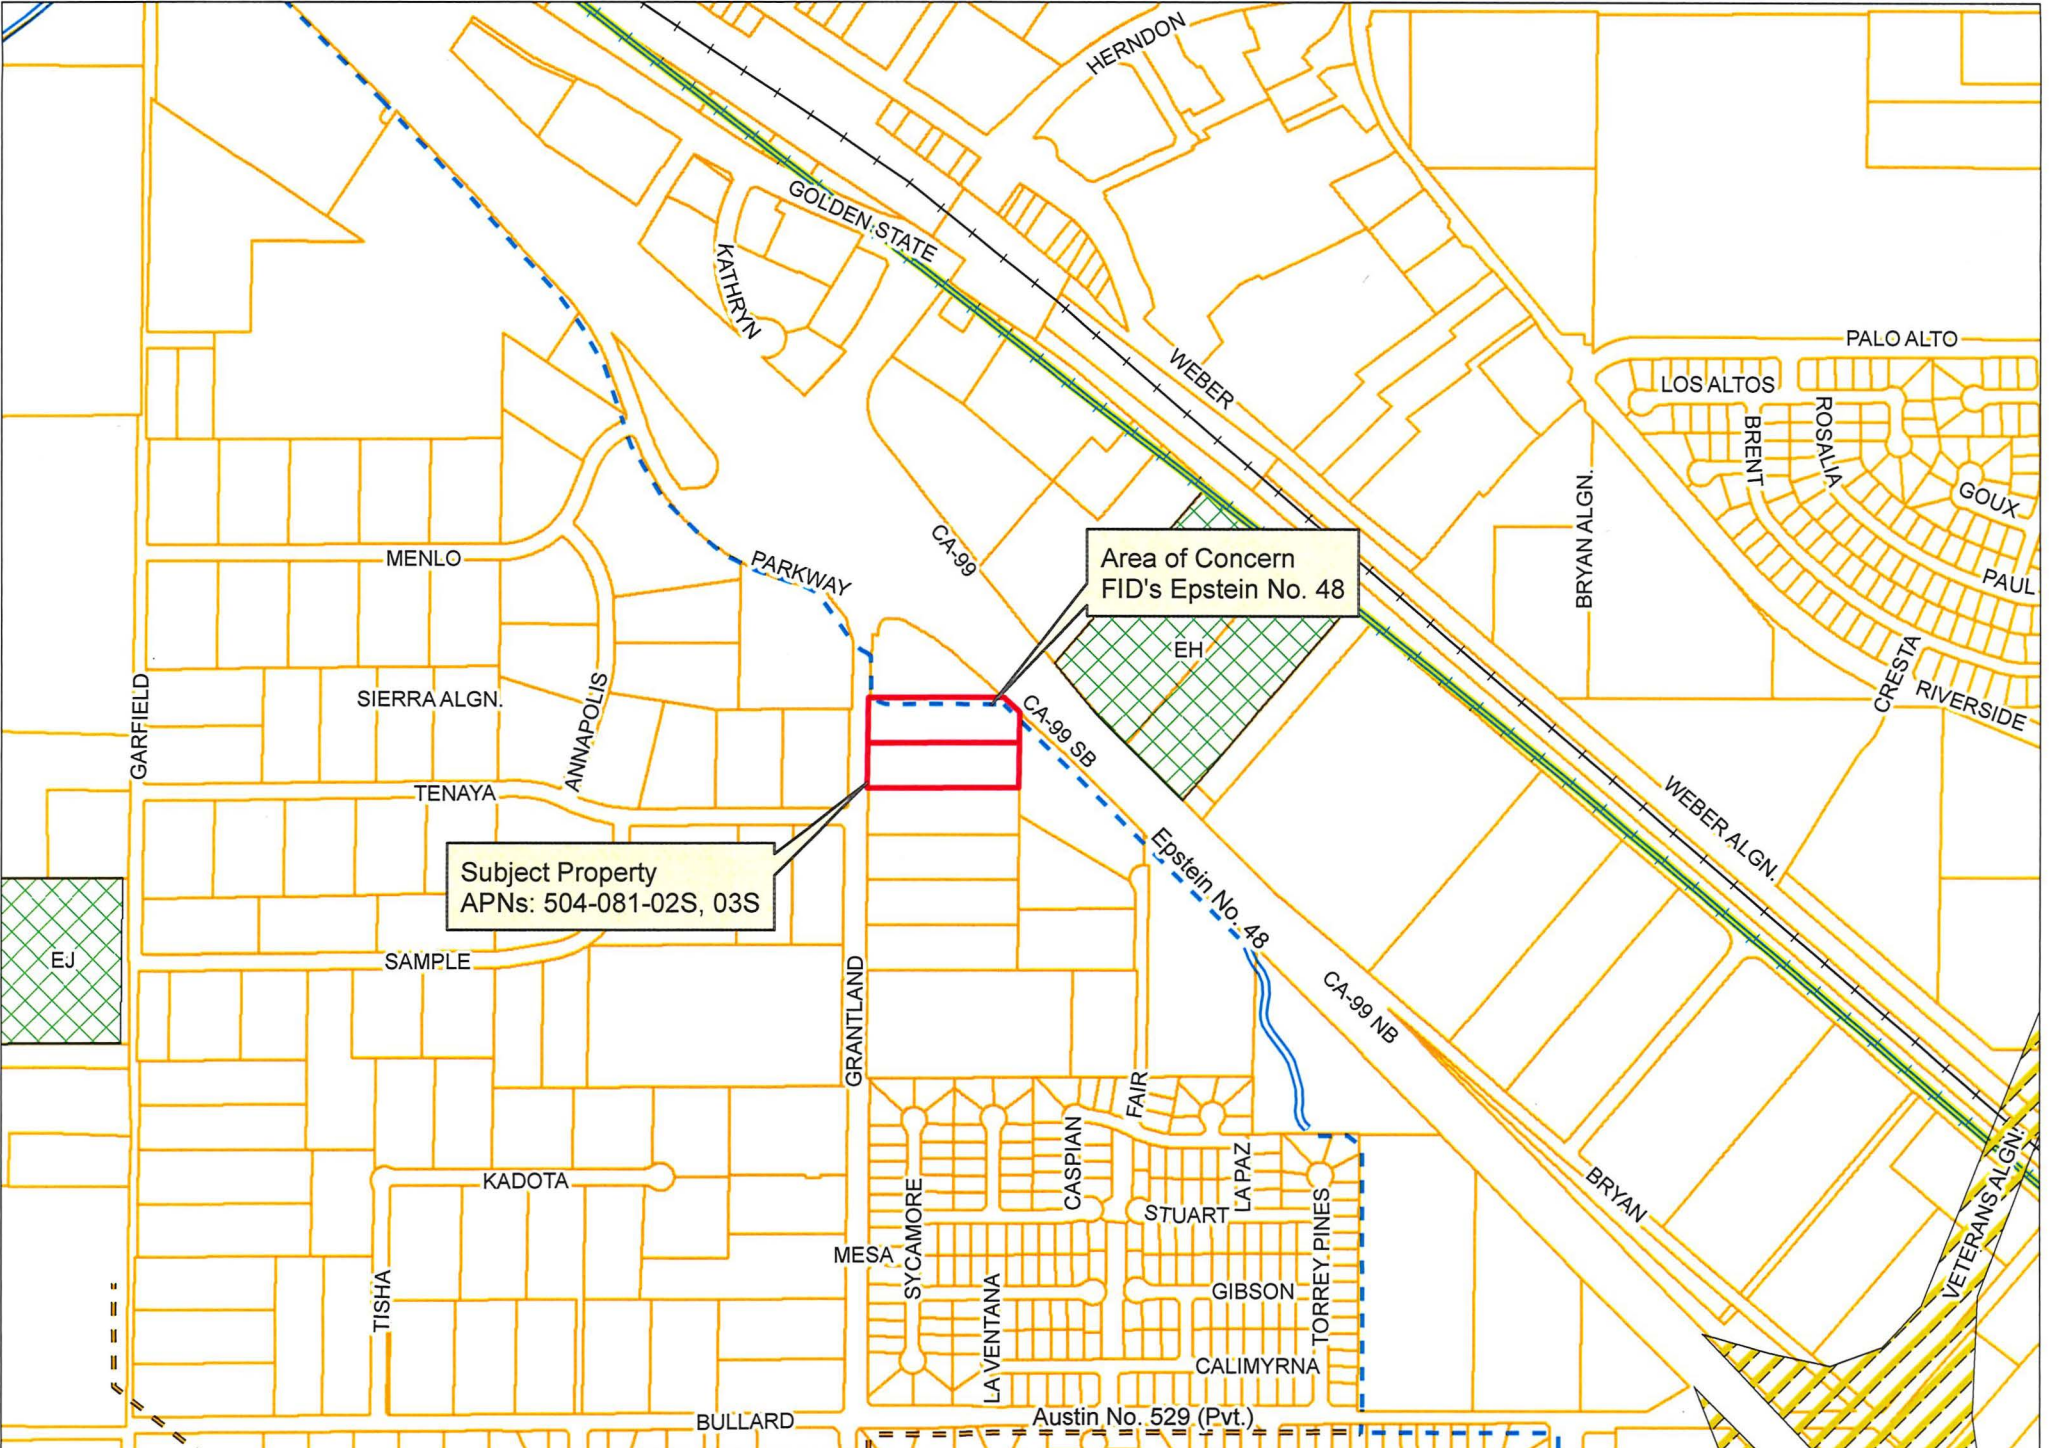 HERNDON
GOLDEN STATE
KATHRYN
WEBER
PALO ALTO
LOS ALTOS
BRENT
ROSALIA
GOUX
PAUL
BRYAN ALGN.
CRESTA
RIVERSIDE
CA-99
MENLO
PARKWAY
Area of Concern
FID's Epstein No. 48
EH
GARFIELD
SIERRA ALGN.
ANNAPOLIS
TENAYA
CA-99 SB
WEBER ALGN.
Subject Property
APNs: 504-081-02S, 03S
Epstein No. 48
EJ
SAMPLE
GRANTLAND
CA-99 NB
FAIR
CASPIAN
LA PAZ
KADOTA
SYCAMORE
STUART
TORREY PINES
BRYAN
VETERANS ALGN.
MESA
TISHA
LA VENTANA
GIBSON
CALIMYRNA
BULLARD
Austin No. 529 (Pvt.)